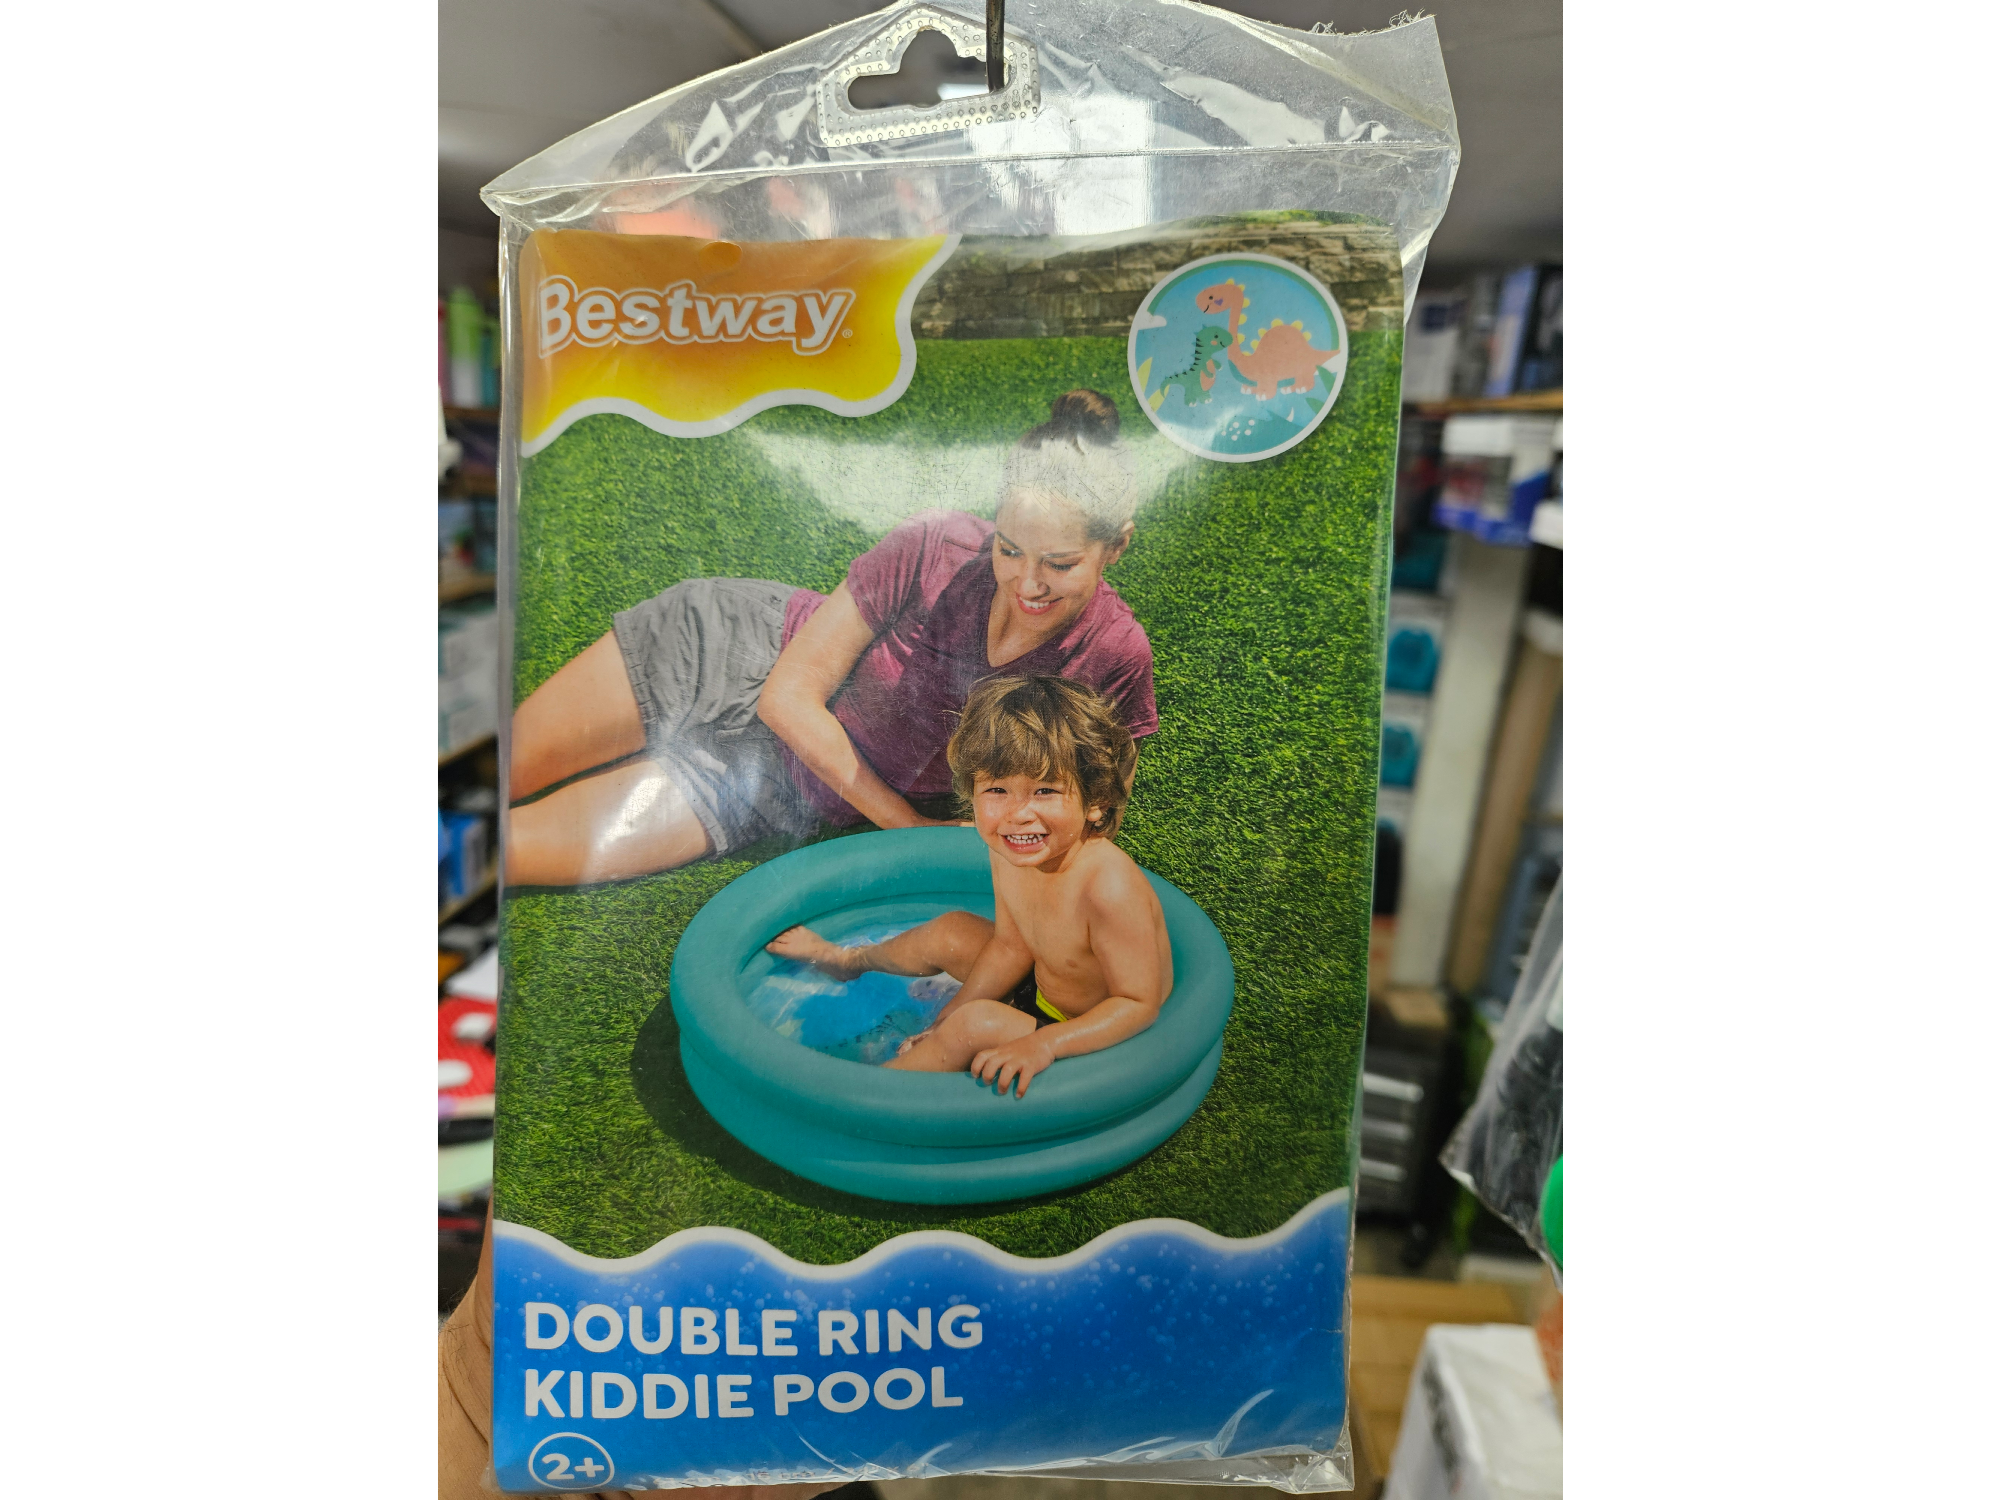 Bestway®
DOUBLE RING
KIDDIE POOL
2+